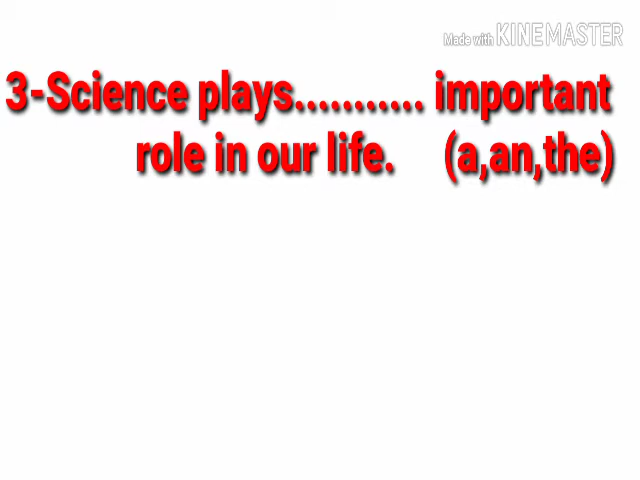 Made with KINEMASTER
3-Science plays........... important
role in our life. (a,an,the)